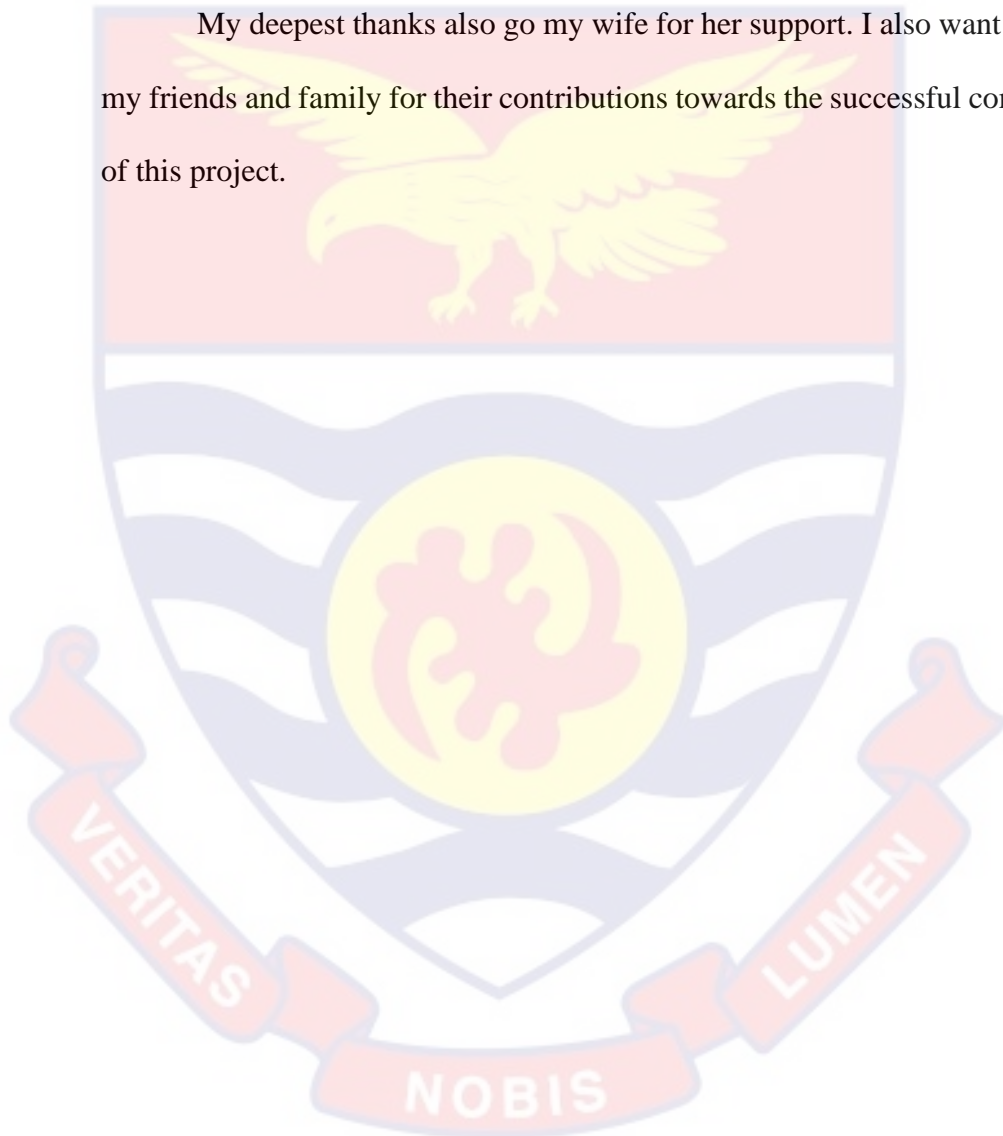 My deepest thanks also go my wife for her support. I also want
my friends and family for their contributions towards the successful
of this project.
VERITAS
NOBIS
LUMEN